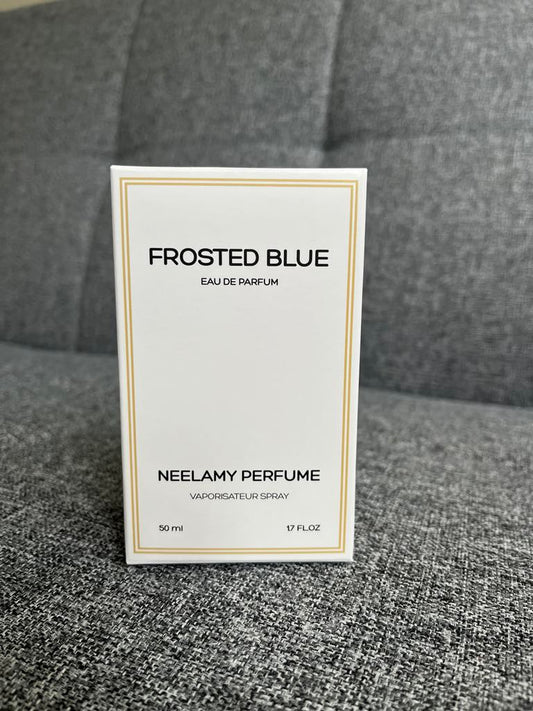 FROSTED BLUE
EAU DE PARFUM
NEELAMY PERFUME
VAPORISATEUR SPRAY
50 ml 1.7 FL.OZ